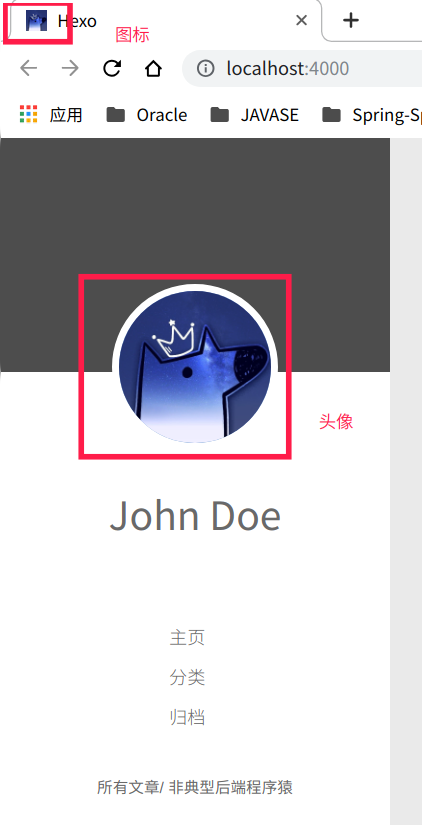 Hexo
图标
localhost:4000
应用 Oracle JAVASE Spring-Sp
头像
John Doe
主页
分类
归档
所有文章/ 非典型后端程序猿